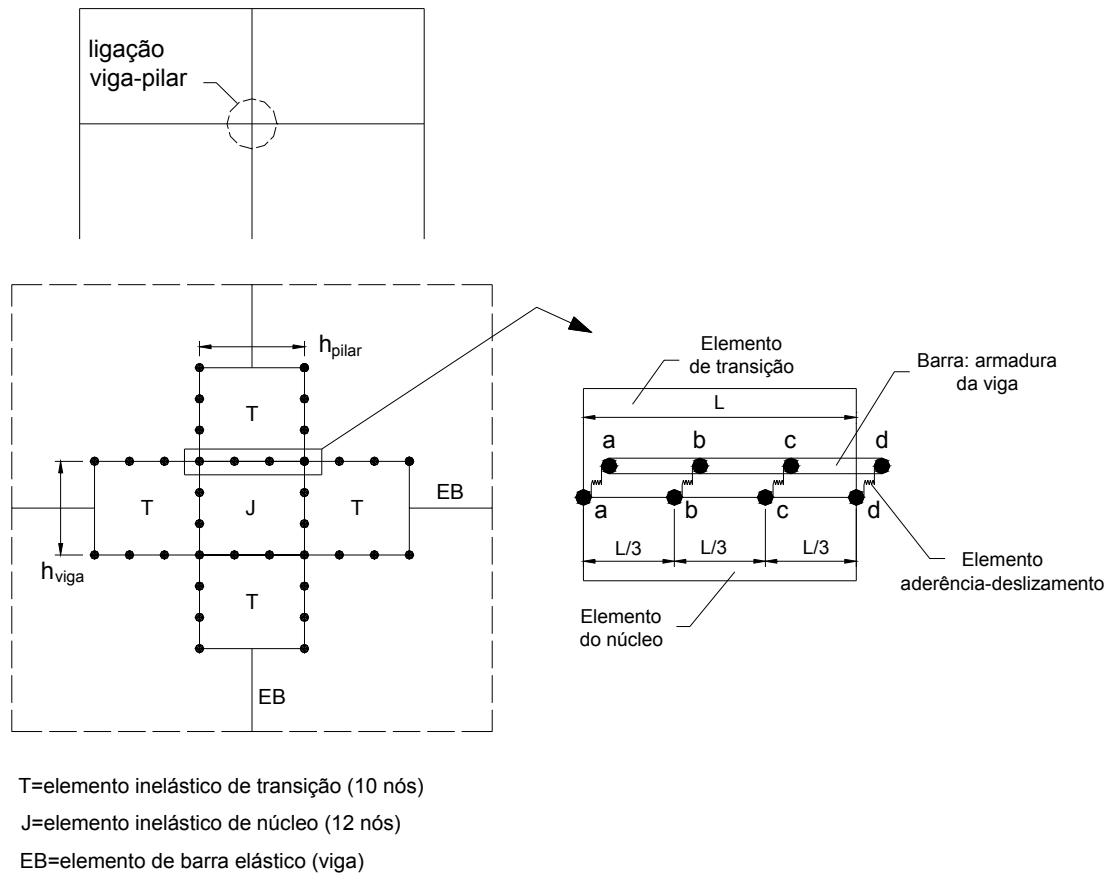 ligação
viga-pilar
h pilar
T
T
J
T
EB
h viga
T
EB
Elemento
de transição
Barra: armadura
da viga
L
a
b
c
d
a
b
c
d
L/3
L/3
L/3
Elemento
aderência-deslizamento
Elemento
do núcleo
T=elemento inelástico de transição (10 nós)
J=elemento inelástico de núcleo (12 nós)
EB=elemento de barra elástico (viga)